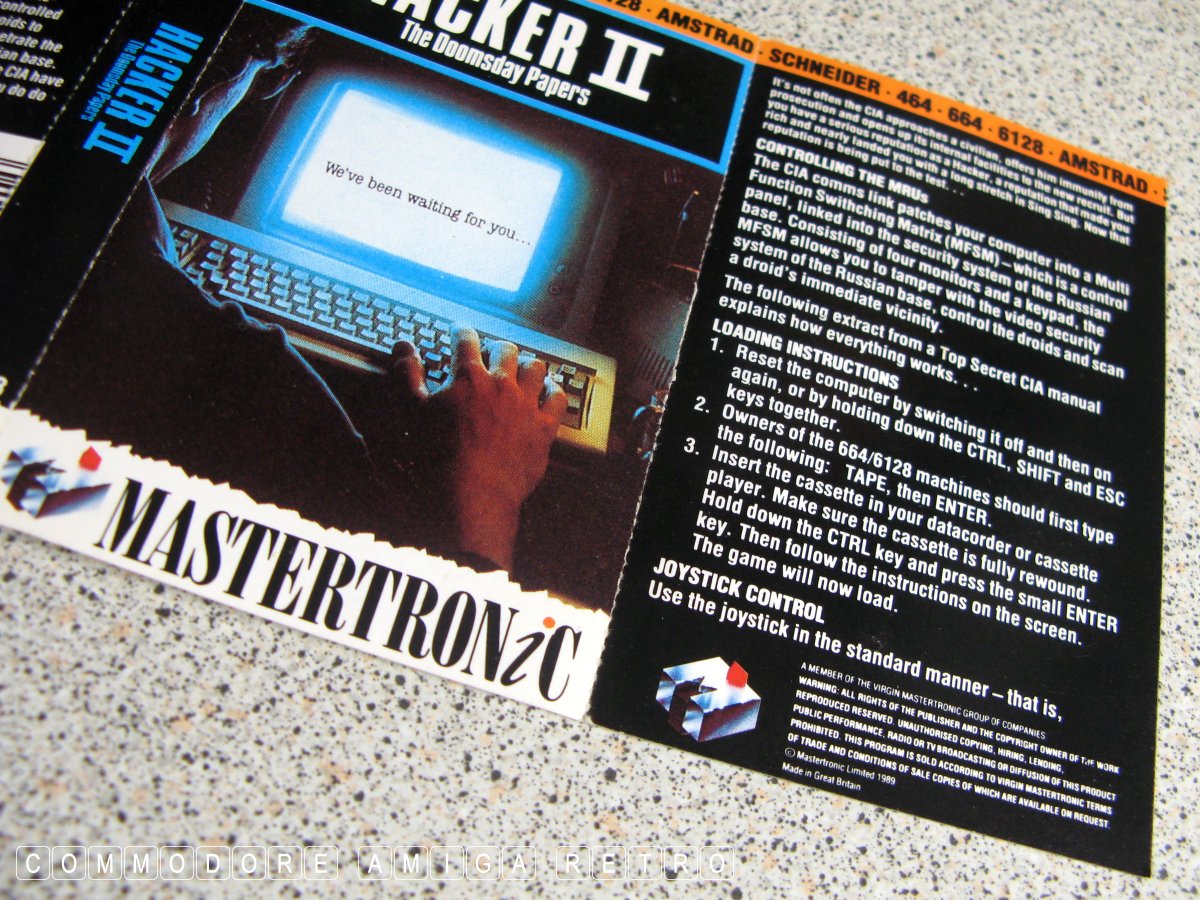 controlled
oids to
etrate the
ian base.
e CIA have
o do do
HACKER II
The Doomsday Papers
HACKER II
The Doomsday Papers
We've been waiting for you...
MASTERTRONiC
6128 · AMSTRAD · SCHNEIDER · 464 · 664 · 6128 · AMSTRAD ·
It's not often the CIA approaches a civilian, offers him immunity from
prosecution and opens up its internal facilities to the new recruit. But
you have a serious reputation as a Hacker, a reputation that made you
rich and nearly landed you with a long stretch in Sing Sing. Now that
reputation is being put to the test. . .
CONTROLLING THE MRUs
The CIA comms link patches your computer into a Multi
Function Swithching Matrix (MFSM) – which is a control
panel, linked into the security system of the Russian
base. Consisting of four monitors and a keypad, the
MFSM allows you to tamper with the video security
system of the Russian base, control the droids and scan
a droid's immediate vicinity.
The following extract from a Top Secret CIA manual
explains how everything works. . .
LOADING INSTRUCTIONS
1. Reset the computer by switching it off and then on
again, or by holding down the CTRL, SHIFT and ESC
keys together.
2. Owners of the 664/6128 machines should first type
the following: TAPE, then ENTER.
3. Insert the cassette in your datacorder or cassette
player. Make sure the cassette is fully rewound.
Hold down the CTRL key and press the small ENTER
key. Then follow the instructions on the screen.
The game will now load.
JOYSTICK CONTROL
Use the joystick in the standard manner – that is,
A MEMBER OF THE VIRGIN MASTERTRONIC GROUP OF COMPANIES
WARNING: ALL RIGHTS OF THE PUBLISHER AND THE COPYRIGHT OWNER OF THE WORK
REPRODUCED RESERVED. UNAUTHORISED COPYING, HIRING, LENDING,
PUBLIC PERFORMANCE, RADIO OR TV BROADCASTING OR DIFFUSION OF THIS PRODUCT
PROHIBITED. THIS PROGRAM IS SOLD ACCORDING TO VIRGIN MASTERTRONIC TERMS
OF TRADE AND CONDITIONS OF SALE COPIES OF WHICH ARE AVAILABLE ON REQUEST.
© Mastertronic Limited 1989
Made in Great Britain
COMMODORE AMIGA RETRO